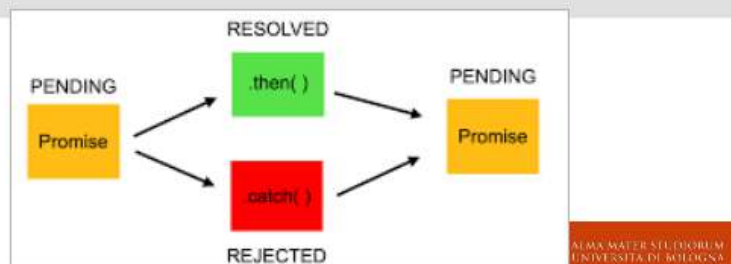 RESOLVED
PENDING
.then( )
PENDING
Promise
Promise
.catch( )
REJECTED
ALMA MATER STUDIORUM
UNIVERSITÀ DI BOLOGNA